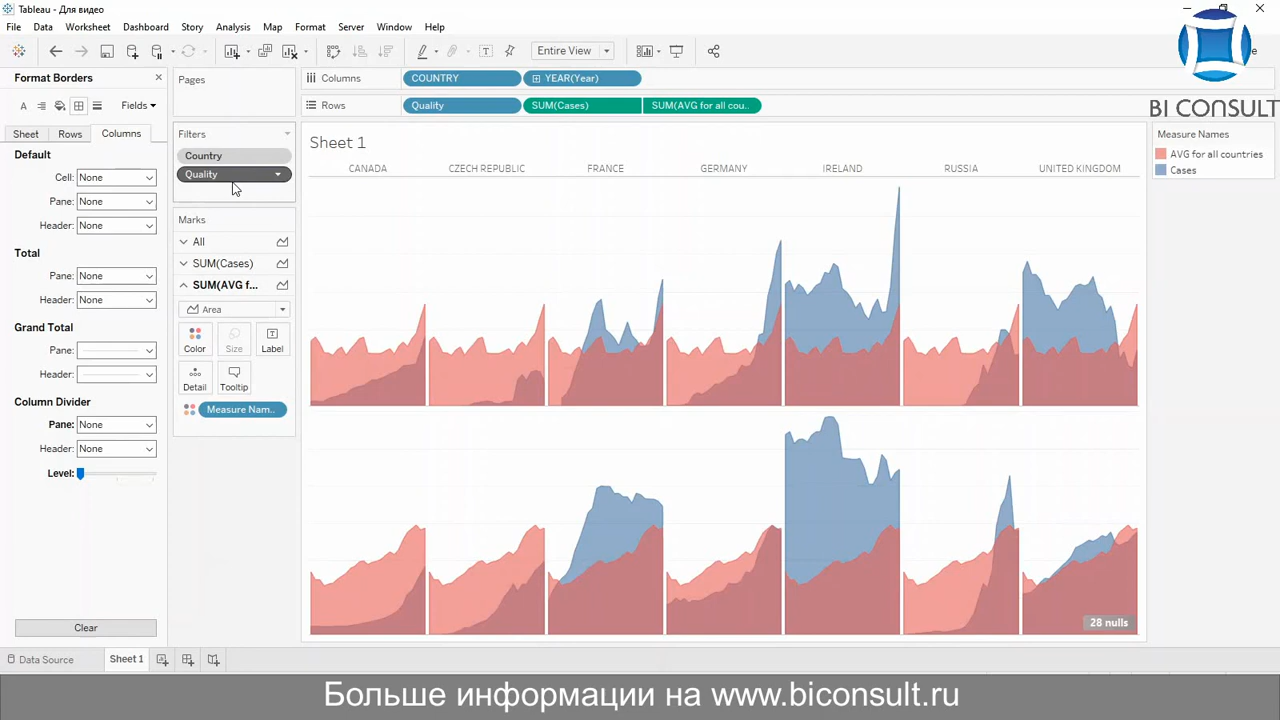 Tableau - Для видео
File Data Worksheet Dashboard Story Analysis Map Format Server Window Help
Entire View
Format Borders
Fields
Sheet Rows Columns
Default
Cell: None
Pane: None
Header: None
Total
Pane: None
Header: None
Grand Total
Pane:
Header:
Column Divider
Pane: None
Header: None
Level:
Clear
Pages
Filters
Country
Quality
Marks
All
SUM(Cases)
SUM(AVG f...
Area
Color Size Label
Detail Tooltip
Measure Nam..
Columns COUNTRY YEAR(Year)
Rows Quality SUM(Cases) SUM(AVG for all cou..
Sheet 1
CANADA CZECH REPUBLIC FRANCE GERMANY IRELAND RUSSIA UNITED KINGDOM
28 nulls
BI CONSULT
Measure Names
AVG for all countries
Cases
Data Source Sheet 1
Больше информации на www.biconsult.ru